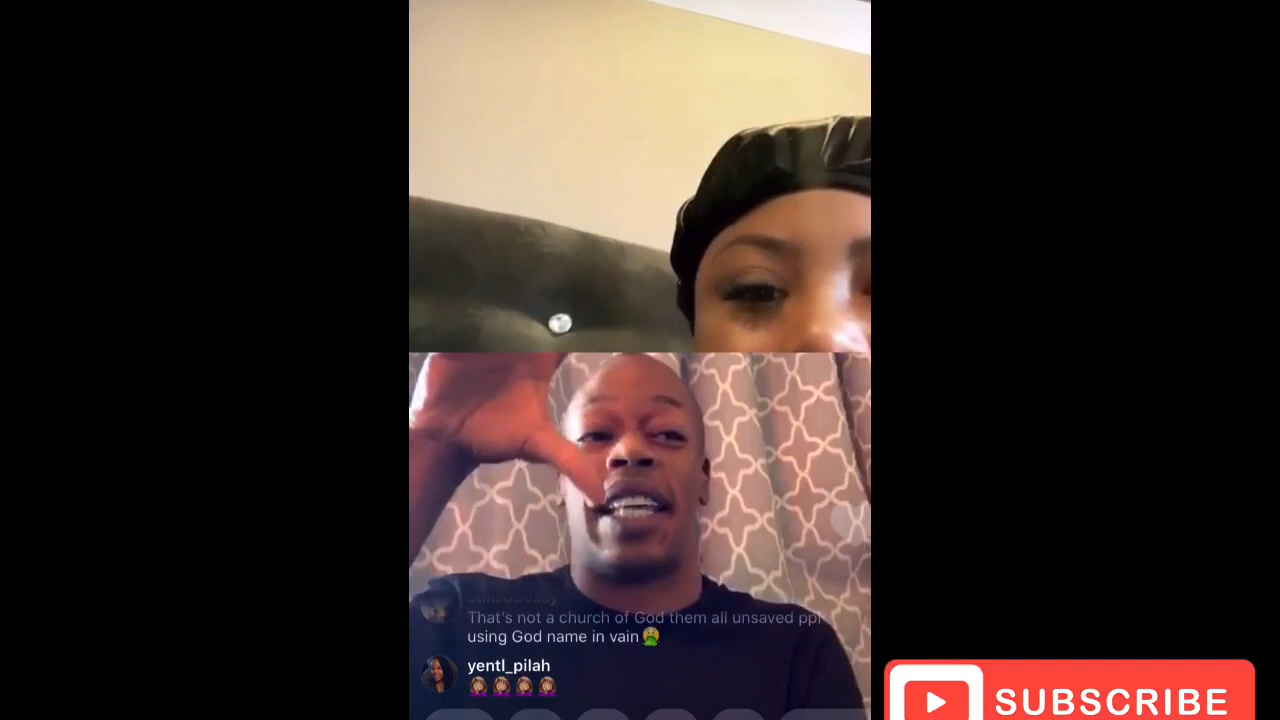 That's not a church of God them all unsaved ppl
using God name in vain🤮
yentl_pilah
🤦🏽‍♀️🤦🏽‍♀️🤦🏽‍♀️🤦🏽‍♀️
SUBSCRIBE